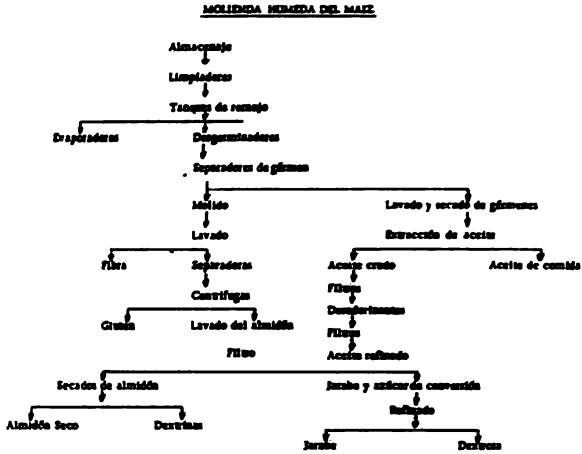 MOLIENDA HUMEDA DEL MAIZ
Almacenaje
Limpiadores
Tanques de remojo
Evaporadores Desgerminadores
Separadores de gérmen
Molido Lavado y secado de gérmenes
Lavado Extracción de aceite
Fibra Separadoras Aceite crudo Aceite de comida
Centrífugas Filtros
Desodorizantes
Gluten Lavado del almidón Filtros
Filtro Aceite refinado
Secados de almidón Jarabe y azúcar de conversión
Refinado
Almidón Seco Dextrinas
Jarabe Dextrosa